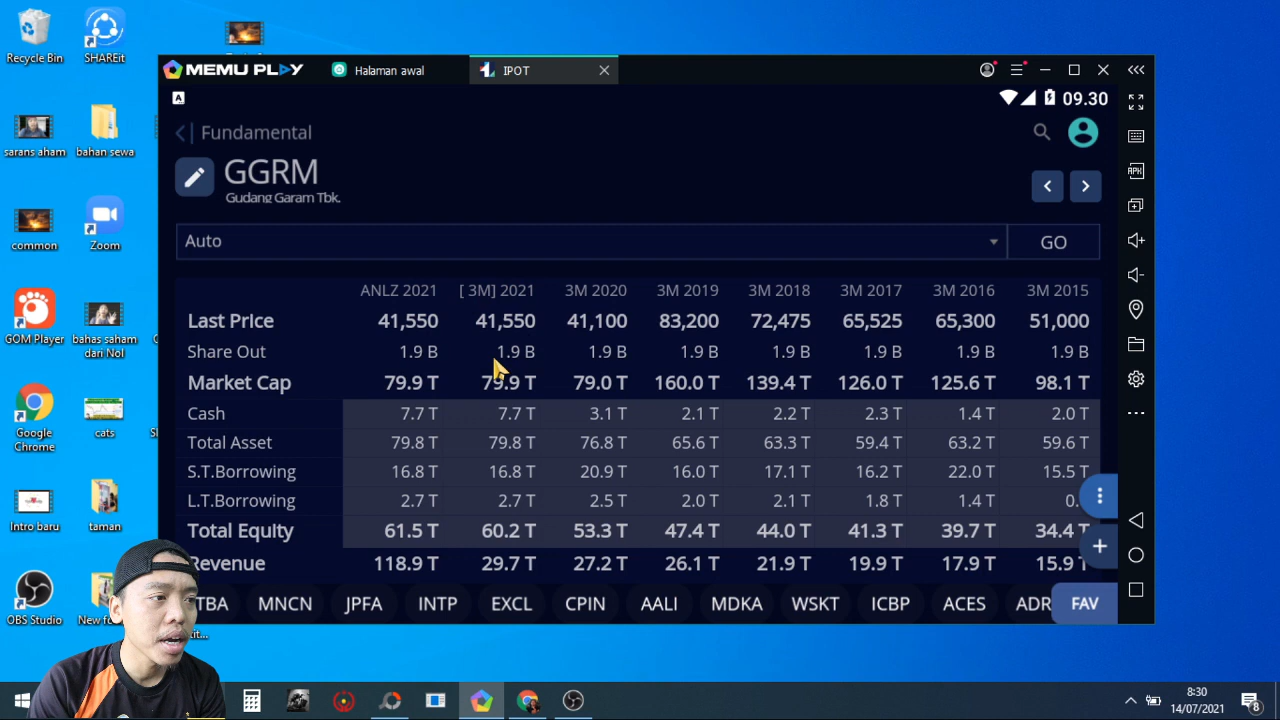 Recycle Bin
SHAREit
sarans aham
bahan sewa
common
Zoom
GOM Player
bahas saham
dari Nol
Google
Chrome
cats
Intro baru
taman
OBS Studio
MEMU PLAY
Halaman awal
IPOT
09.30
Fundamental
GGRM
Gudang Garam Tbk.
Auto
GO
ANLZ 2021 [ 3M] 2021 3M 2020 3M 2019 3M 2018 3M 2017 3M 2016 3M 2015
Last Price 41,550 41,550 41,100 83,200 72,475 65,525 65,300 51,000
Share Out 1.9 B 1.9 B 1.9 B 1.9 B 1.9 B 1.9 B 1.9 B 1.9 B
Market Cap 79.9 T 79.9 T 79.0 T 160.0 T 139.4 T 126.0 T 125.6 T 98.1 T
Cash 7.7 T 7.7 T 3.1 T 2.1 T 2.2 T 2.3 T 1.4 T 2.0 T
Total Asset 79.8 T 79.8 T 76.8 T 65.6 T 63.3 T 59.4 T 63.2 T 59.6 T
S.T.Borrowing 16.8 T 16.8 T 20.9 T 16.0 T 17.1 T 16.2 T 22.0 T 15.5 T
L.T.Borrowing 2.7 T 2.7 T 2.5 T 2.0 T 2.1 T 1.8 T 1.4 T 0.
Total Equity 61.5 T 60.2 T 53.3 T 47.4 T 44.0 T 41.3 T 39.7 T 34.4 T
Revenue 118.9 T 29.7 T 27.2 T 26.1 T 21.9 T 19.9 T 17.9 T 15.9 T
TBA MNCN JPFA INTP EXCL CPIN AALI MDKA WSKT ICBP ACES ADR FAV
APK
8:30
14/07/2021
8